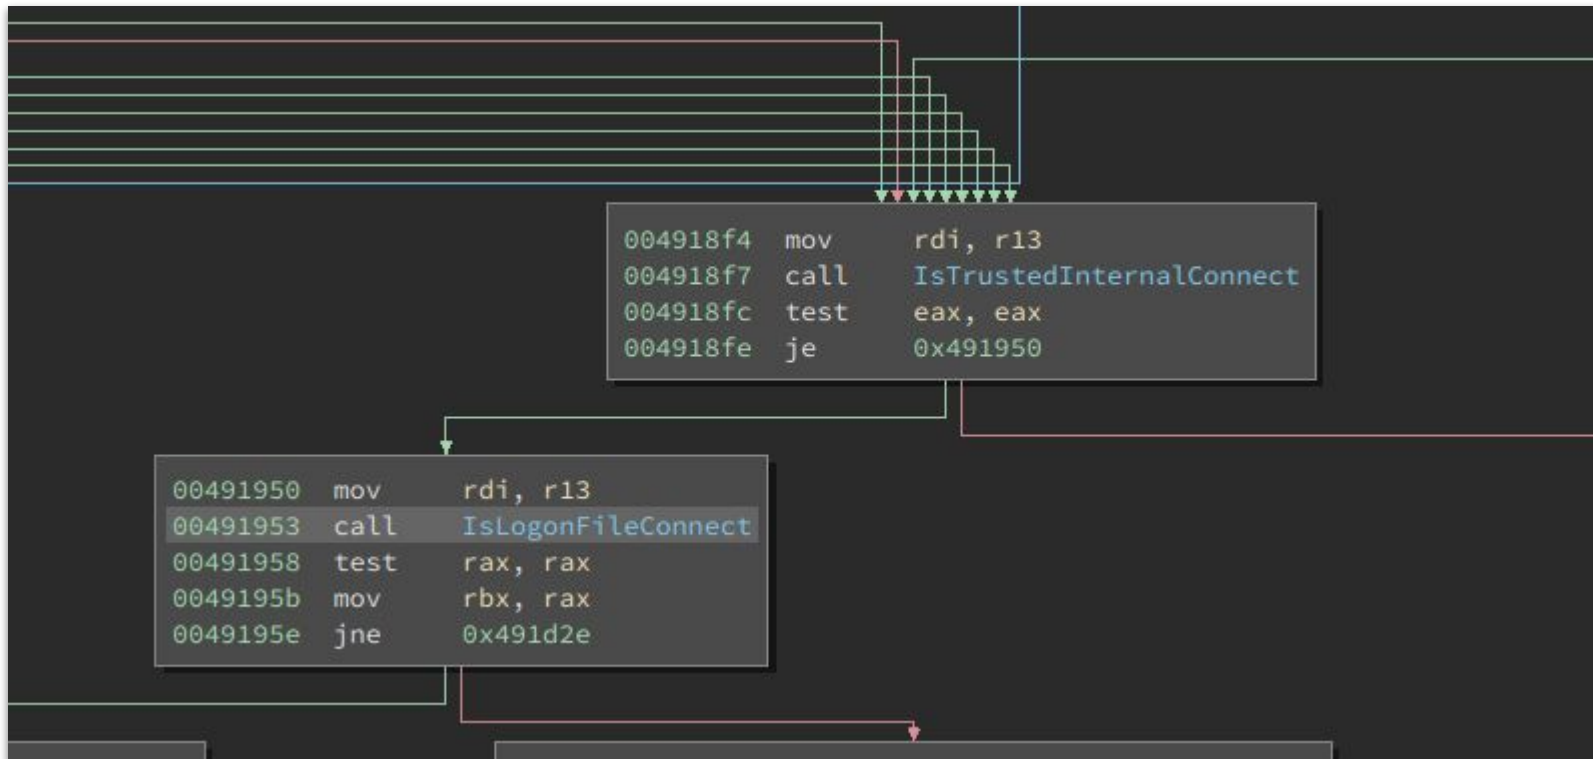 004918f4 mov rdi, r13
004918f7 call IsTrustedInternalConnect
004918fc test eax, eax
004918fe je 0x491950
00491950 mov rdi, r13
00491953 call IsLogonFileConnect
00491958 test rax, rax
0049195b mov rbx, rax
0049195e jne 0x491d2e